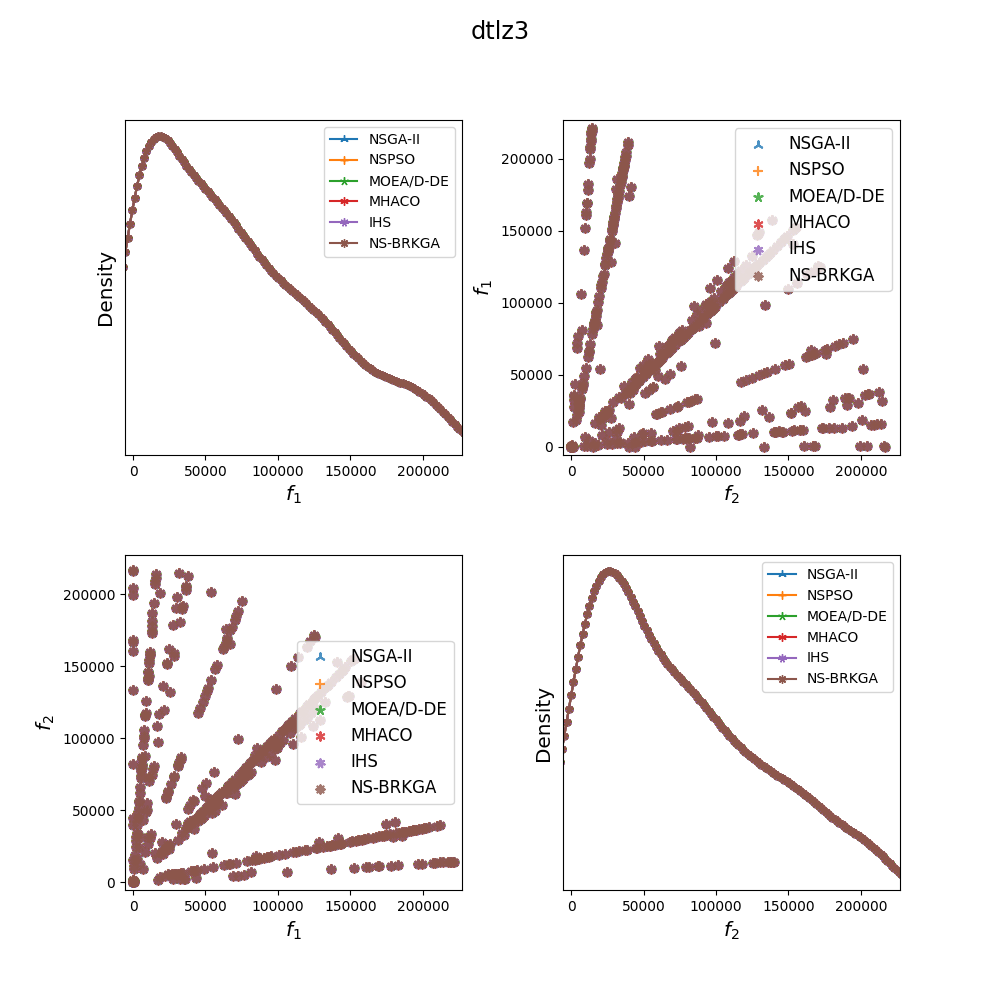 dtlz3
Density
NSGA-II
NSPSO
MOEA/D-DE
MHACO
IHS
NS-BRKGA
0 50000 100000 150000 200000
f1
f1
200000
150000
100000
50000
0
NSGA-II
NSPSO
MOEA/D-DE
MHACO
IHS
NS-BRKGA
0 50000 100000 150000 200000
f2
f2
200000
150000
100000
50000
0
NSGA-II
NSPSO
MOEA/D-DE
MHACO
IHS
NS-BRKGA
0 50000 100000 150000 200000
f1
Density
NSGA-II
NSPSO
MOEA/D-DE
MHACO
IHS
NS-BRKGA
0 50000 100000 150000 200000
f2